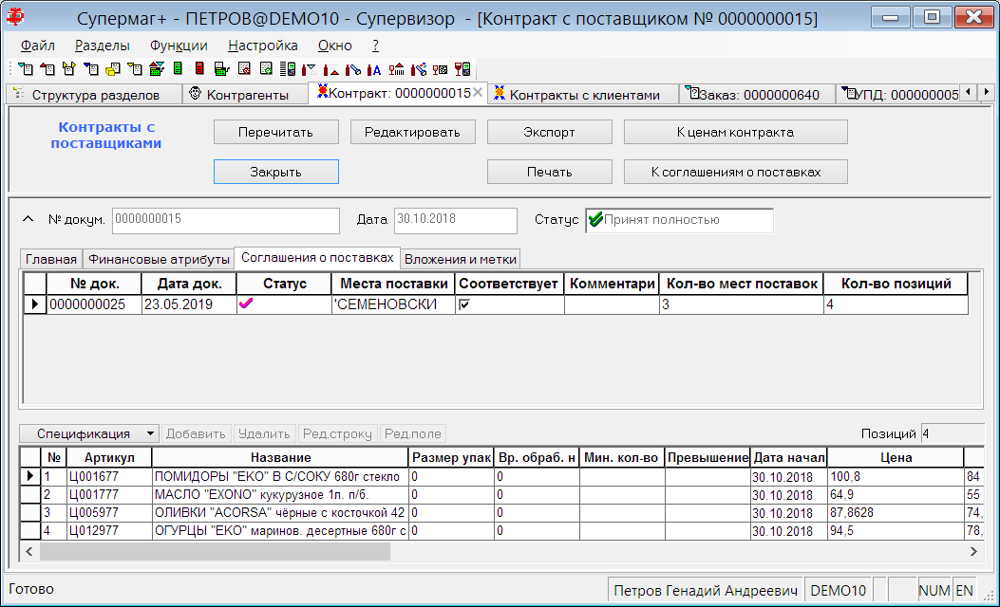 Супермаг+ - ПЕТРОВ@DEMO10 - Супервизор - [Контракт с поставщиком № 0000000015]
Файл Разделы Функции Настройка Окно ?
Структура разделов Контрагенты Контракт: 0000000015 Контракты с клиентами Заказ: 0000000640 УПД: 000000005
Контракты с поставщиками
Перечитать Редактировать Экспорт К ценам контракта
Закрыть Печать К соглашениям о поставках
№ докум. 0000000015 Дата 30.10.2018 Статус Принят полностью
Главная Финансовые атрибуты Соглашения о поставках Вложения и метки
№ док. Дата док. Статус Места поставки Соответствует Комментари Кол-во мест поставок Кол-во позиций
0000000025 23.05.2019 'СЕМЕНОВСКИ 3 4
Спецификация Добавить Удалить Ред.строку Ред.поле Позиций 4
№ Артикул Название Размер упак Вр. обраб. н Мин. кол-во Превышение Дата начал Цена
1 Ц001677 ПОМИДОРЫ "EKO" В С/СОКУ 680г стекло 0 0 30.10.2018 100,8 84
2 Ц001777 МАСЛО "EXONO" кукурузное 1л. п/б. 0 0 30.10.2018 64,9 55
3 Ц005977 ОЛИВКИ "ACORSA" чёрные с косточкой 42 0 0 30.10.2018 87,8628 74,
4 Ц012977 ОГУРЦЫ "EKO" маринов. десертные 680г с 0 0 30.10.2018 94,5 78,
Готово Петров Генадий Андреевич DEMO10 NUM EN